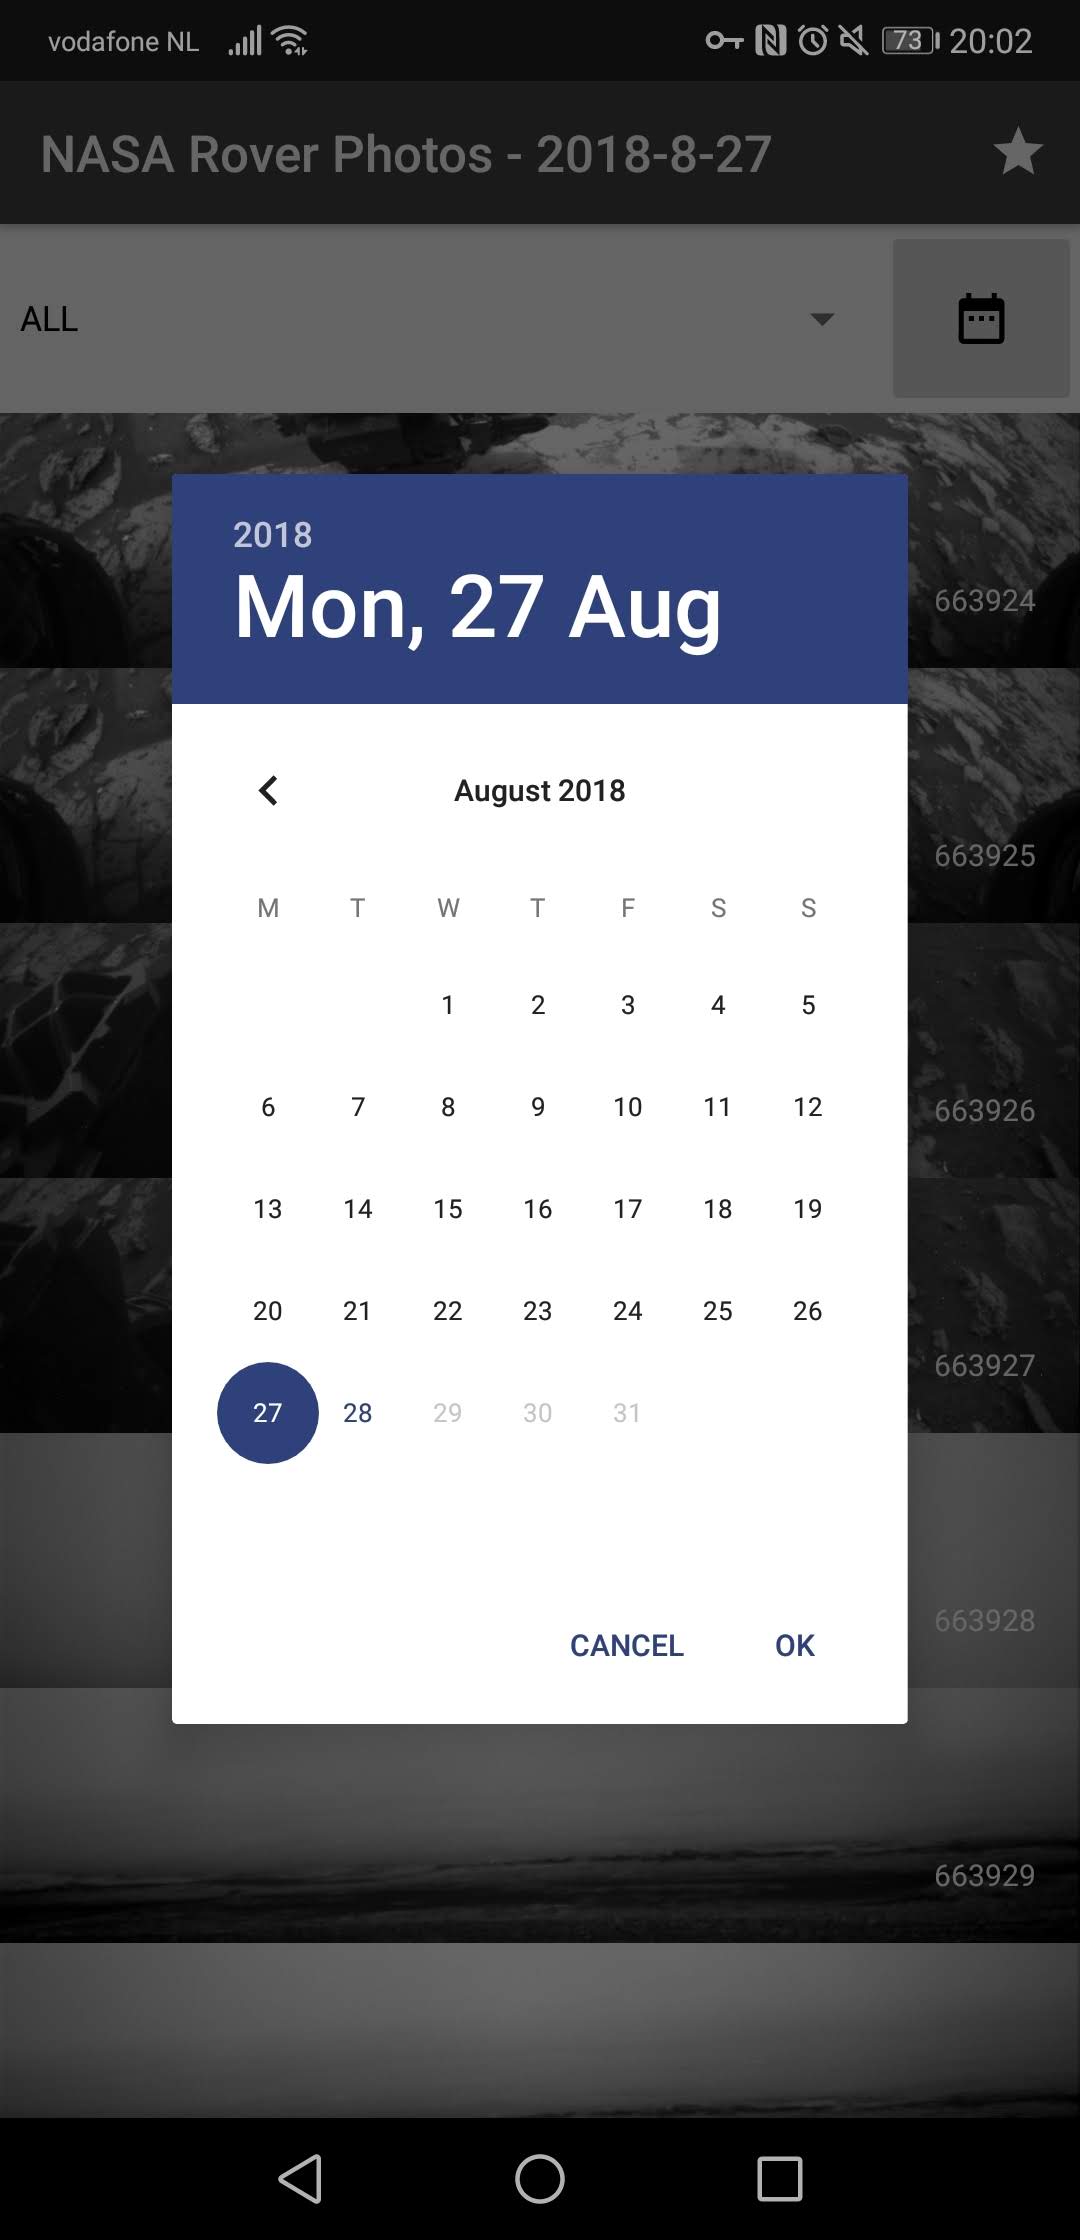 vodafone NL 73 20:02
NASA Rover Photos - 2018-8-27
ALL
663924
663925
663926
663927
663928
663929
2018
Mon, 27 Aug
August 2018
M T W T F S S
1 2 3 4 5
6 7 8 9 10 11 12
13 14 15 16 17 18 19
20 21 22 23 24 25 26
27 28 29 30 31
CANCEL OK